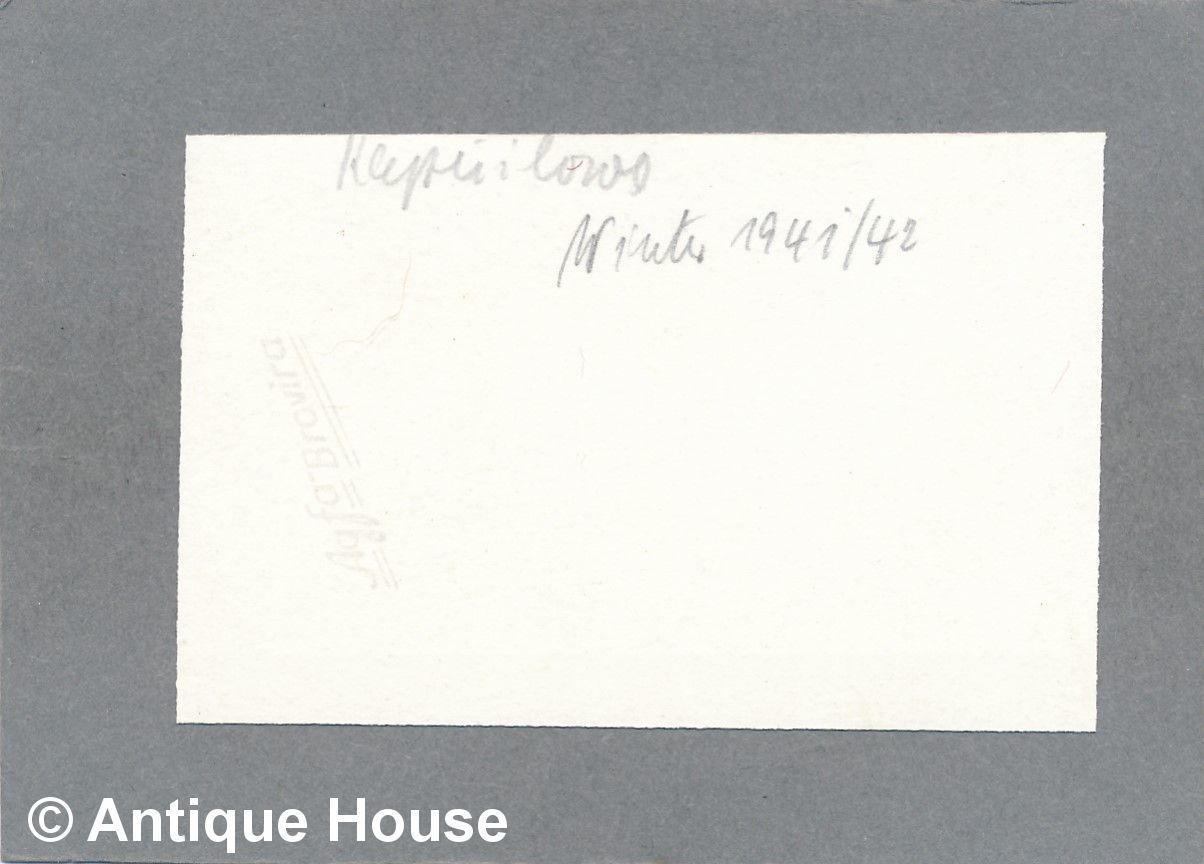 Winter 1941/42
Agfa-Brovira
© Antique House